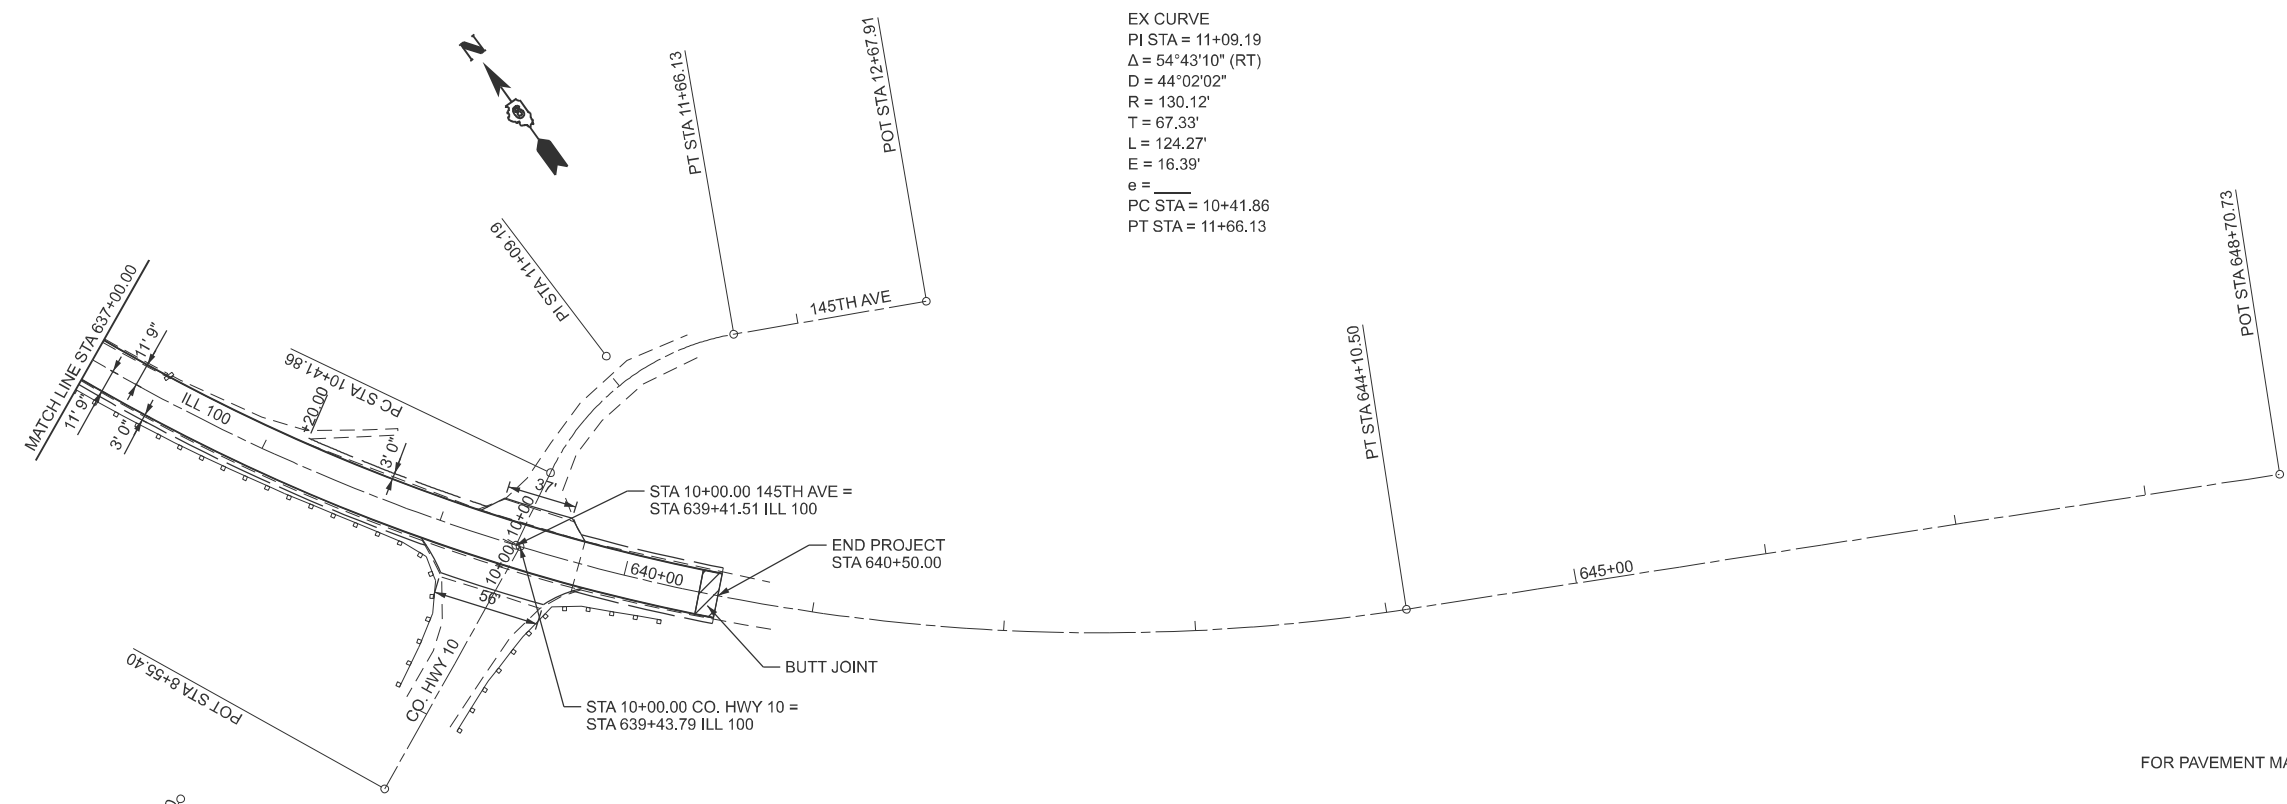 EX CURVE
PI STA = 11+09.19
Δ = 54°43'10" (RT)
D = 44°02'02"
R = 130.12'
T = 67.33'
L = 124.27'
E = 16.39'
e = ____
PC STA = 10+41.86
PT STA = 11+66.13
N
PT STA 11+66.13
POT STA 12+67.91
PI STA 11+09.19
145TH AVE
POT STA 648+70.73
MATCH LINE STA 637+00.00
11' 9"
11' 9"
3' 0"
ILL 100
+20.00
PC STA 10+41.86
3' 0"
PT STA 644+10.50
37'
10+00
10+00
STA 10+00.00 145TH AVE =
STA 639+41.51 ILL 100
END PROJECT
STA 640+50.00
640+00
645+00
56'
BUTT JOINT
CO. HWY 10
POT STA 8+55.40
STA 10+00.00 CO. HWY 10 =
STA 639+43.79 ILL 100
FOR PAVEMENT MA